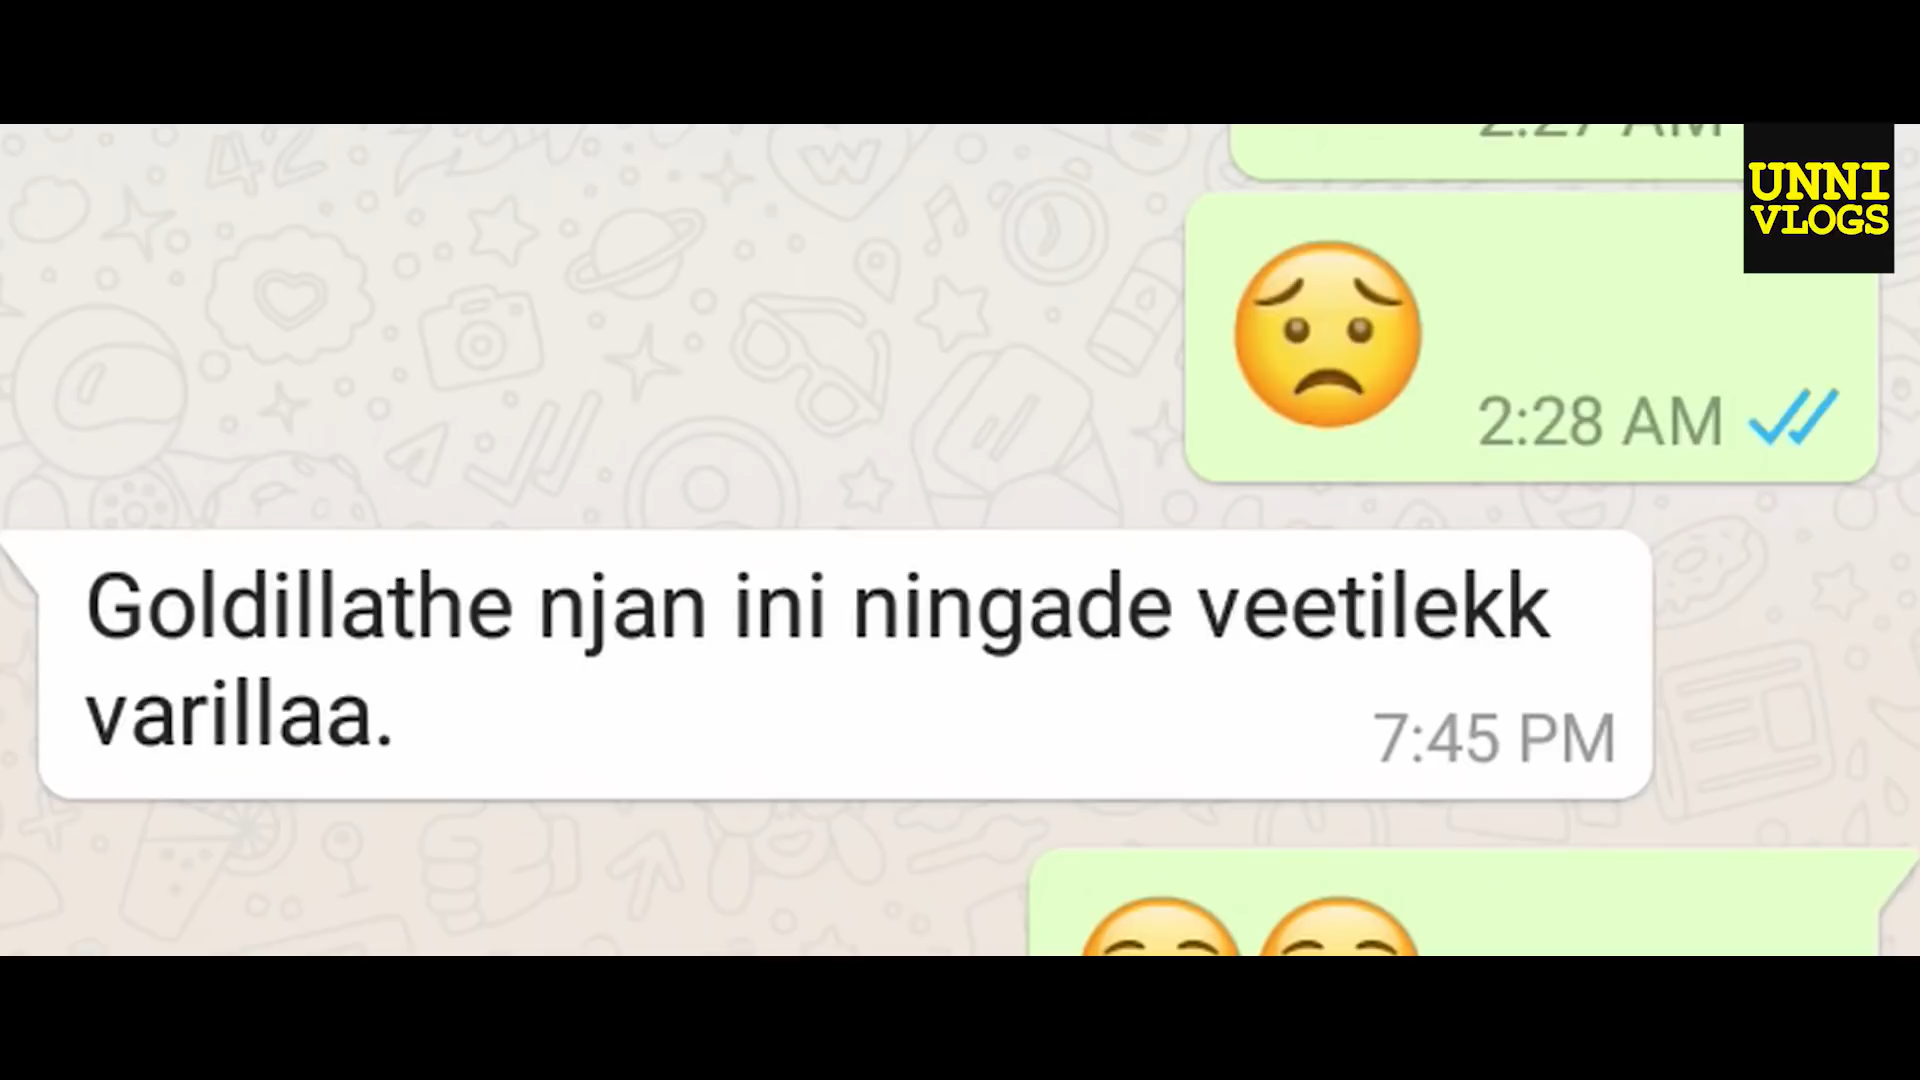 2:27 AM
UNNI
VLOGS
😟
2:28 AM
Goldillathe njan ini ningade veetilekk
varillaa.
7:45 PM